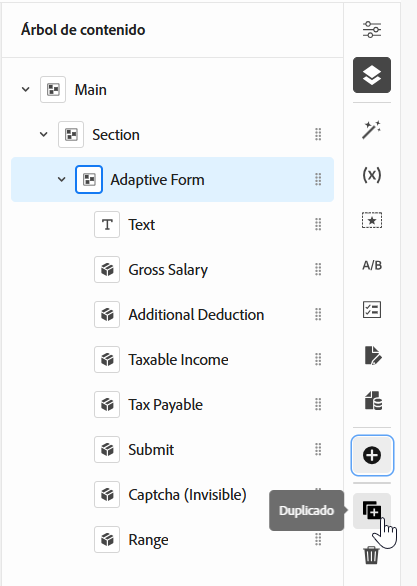 Árbol de contenido
Main
Section
Adaptive Form
T Text
Gross Salary
Additional Deduction
(x)
A/B
Taxable Income
Tax Payable
Submit
Captcha (Invisible)
Duplicado
Range